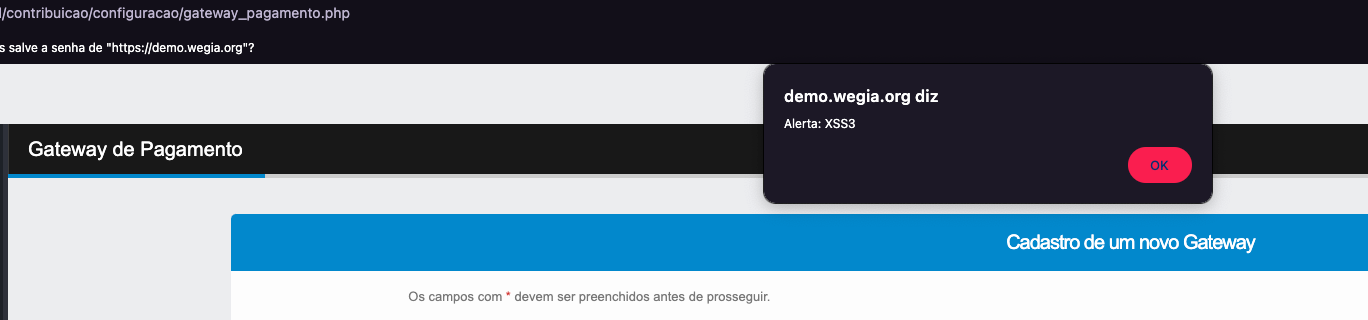 /contribuicao/configuracao/gateway_pagamento.php
s salve a senha de "https://demo.wegia.org"?
demo.wegia.org diz
Alerta: XSS3
OK
Gateway de Pagamento
Cadastro de um novo Gateway
Os campos com * devem ser preenchidos antes de prosseguir.